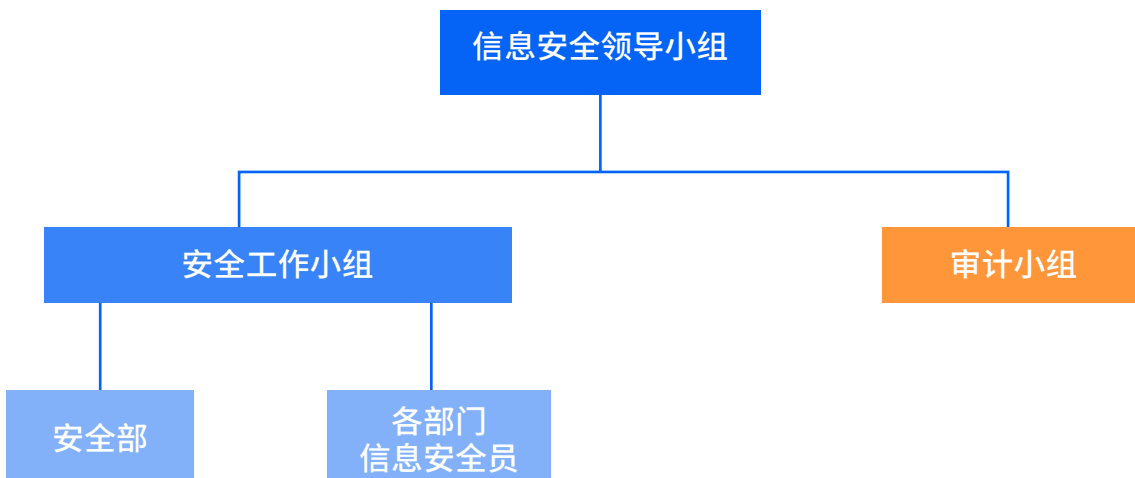 信息安全领导小组
安全工作小组
审计小组
安全部
各部门
信息安全员